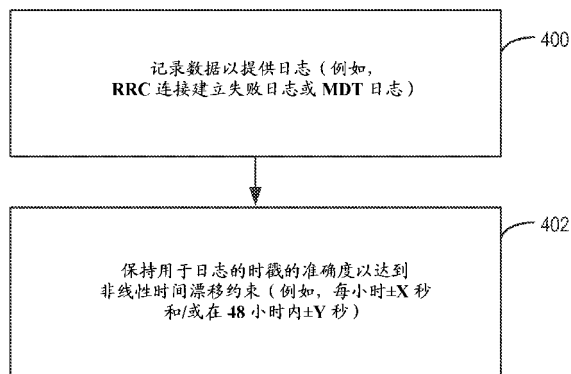 400
记录数据以提供日志（例如，
RRC 连接建立失败日志或 MDT 日志）
402
保持用于日志的时戳的准确度以达到
非线性时间漂移约束（例如，每小时±X 秒
和/或在 48 小时内±Y 秒）